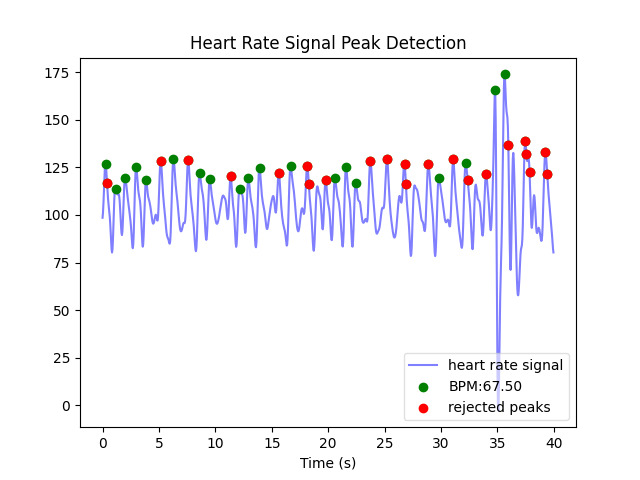 Heart Rate Signal Peak Detection
175
150
125
100
75
50
25
0
heart rate signal
BPM:67.50
rejected peaks
0 5 10 15 20 25 30 35 40
Time (s)